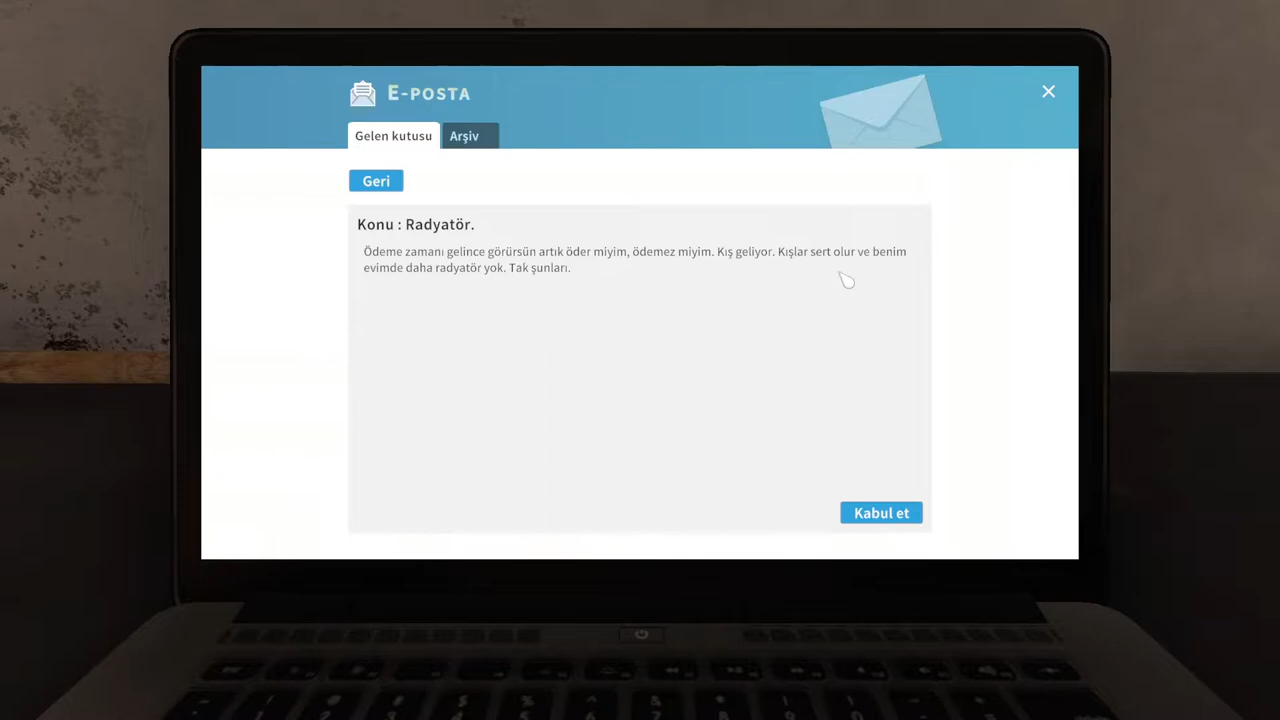 E-POSTA
Gelen kutusu
Arşiv
Geri
Konu : Radyatör.
Ödeme zamanı gelince görürsün artık öder miyim, ödemez miyim. Kış geliyor. Kışlar sert olur ve benim
evimde daha radyatör yok. Tak şunları.
Kabul et